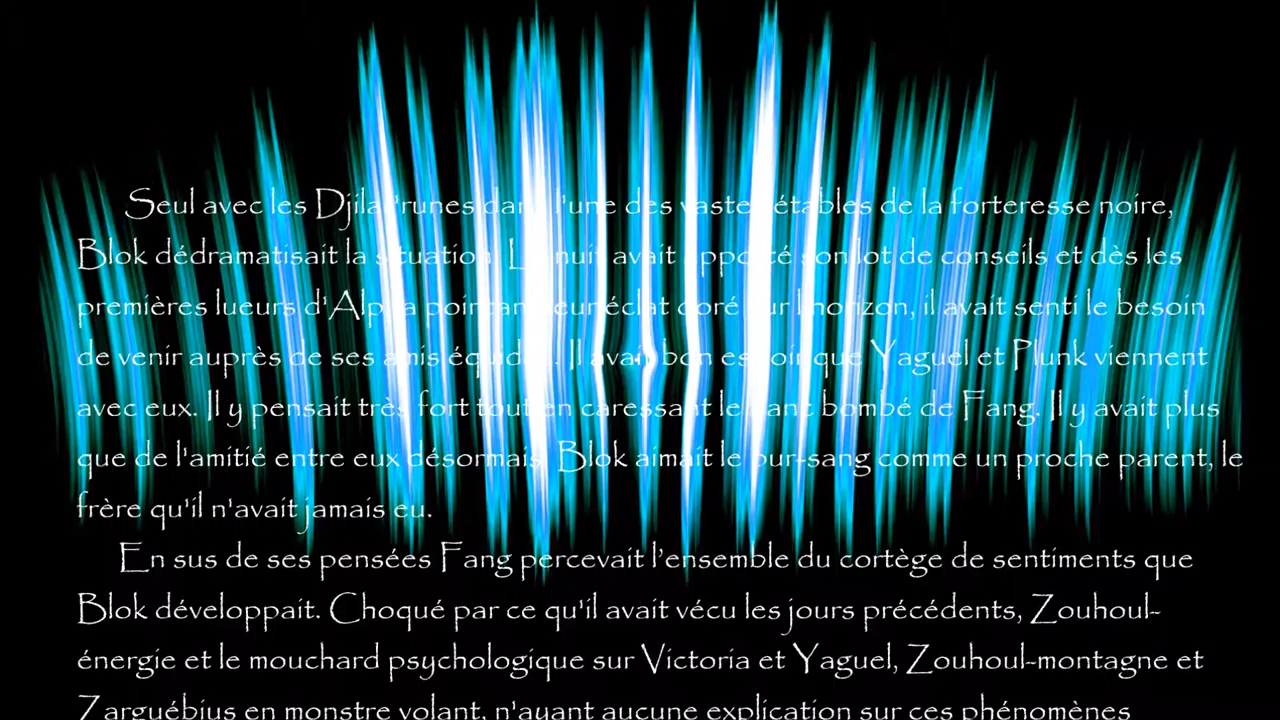 Seul avec les Djila'runes dans l'une des vastes étables de la forteresse noire,
Blok dédramatisait la situation. La nuit avait apporté son lot de conseils et dès les
premières lueurs d'Alpha pointant leur éclat doré sur l'horizon, il avait senti le besoin
de venir auprès de ses amis équidés. Il avait bon espoir que Yaguel et Plunk viennent
avec eux. Il y pensait très fort tout en caressant le flanc bombé de Fang. Il y avait plus
que de l'amitié entre eux désormais. Blok aimait le pur-sang comme un proche parent, le
frère qu'il n'avait jamais eu.
En sus de ses pensées Fang percevait l'ensemble du cortège de sentiments que
Blok développait. Choqué par ce qu'il avait vécu les jours précédents, Zouhoul-
énergie et le mouchard psychologique sur Victoria et Yaguel, Zouhoul-montagne et
Zarguébius en monstre volant, n'ayant aucune explication sur ces phénomènes